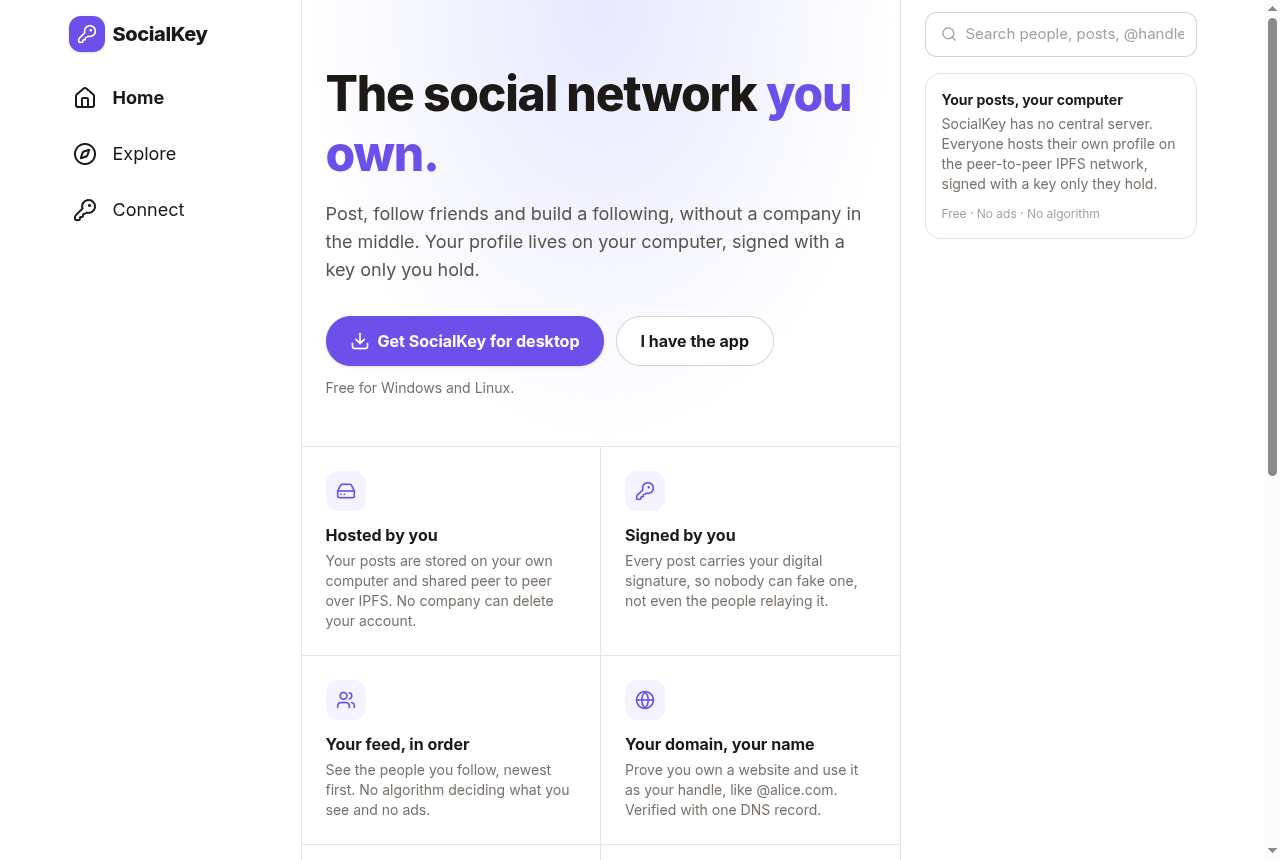 SocialKey
Home
Explore
Connect
The social network you
own.
Post, follow friends and build a following, without a company in
the middle. Your profile lives on your computer, signed with a
key only you hold.
Get SocialKey for desktop
I have the app
Free for Windows and Linux.
Hosted by you
Your posts are stored on your own
computer and shared peer to peer
over IPFS. No company can delete
your account.
Signed by you
Every post carries your digital
signature, so nobody can fake one,
not even the people relaying it.
Your feed, in order
See the people you follow, newest
first. No algorithm deciding what you
see and no ads.
Your domain, your name
Prove you own a website and use it
as your handle, like @alice.com.
Verified with one DNS record.
Search people, posts, @handle
Your posts, your computer
SocialKey has no central server.
Everyone hosts their own profile on
the peer-to-peer IPFS network,
signed with a key only they hold.
Free · No ads · No algorithm